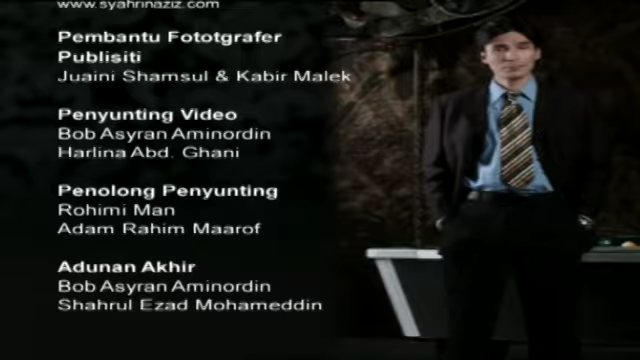 www.syahrinaziz.com
Pembantu Fototgrafer
Publisiti
Juaini Shamsul & Kabir Malek
Penyunting Video
Bob Asyran Aminordin
Harlina Abd. Ghani
Penolong Penyunting
Rohimi Man
Adam Rahim Maarof
Adunan Akhir
Bob Asyran Aminordin
Shahrul Ezad Mohameddin